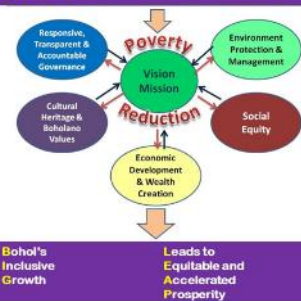 Responsive,
Transparent &
Accountable
Governance
Poverty
Environment
Protection &
Management
Vision
Mission
Cultural
Heritage &
Boholano
Values
Reduction
Social
Equity
Economic
Development
& Wealth
Creation
Bohol's
Inclusive
Growth
Leads to
Equitable and
Accelerated
Prosperity